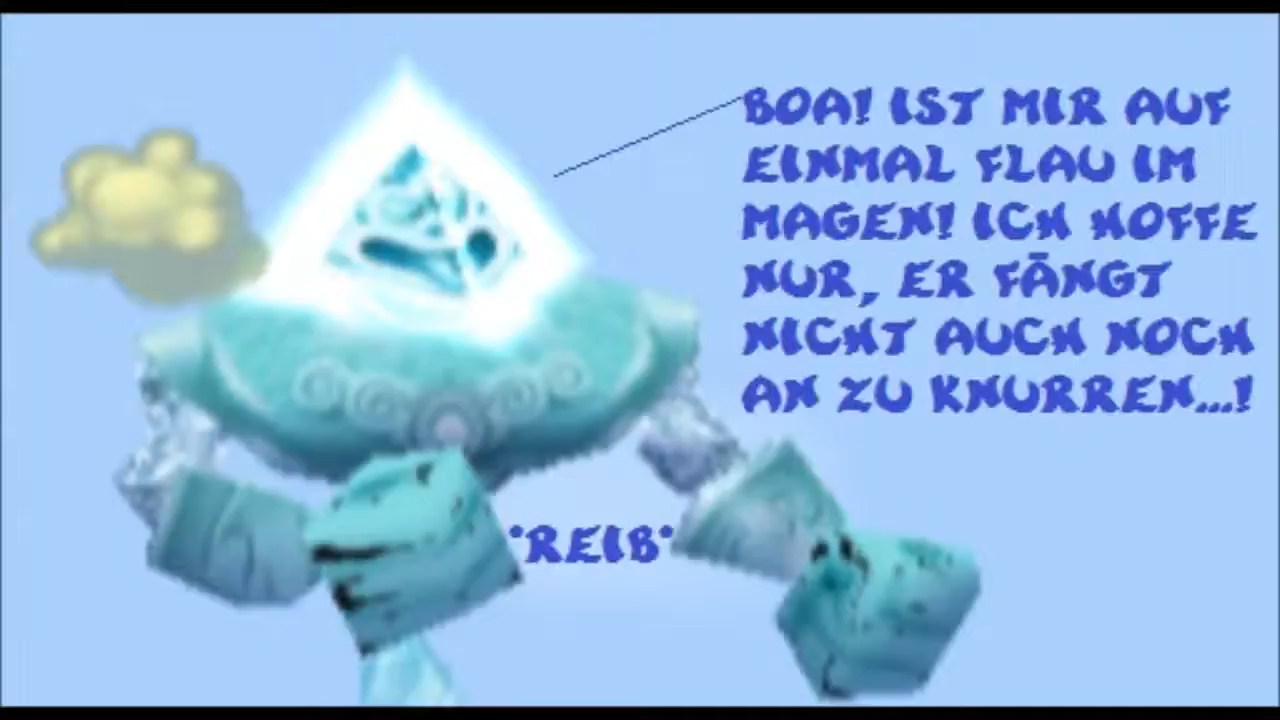 BOA! IST MIR AUF
EINMAL FLAU IM
MAGEN! ICH HOFFE
NUR, ER FÄNGT
NICHT AUCH NOCH
AN ZU KNURREN...!
*REIB*